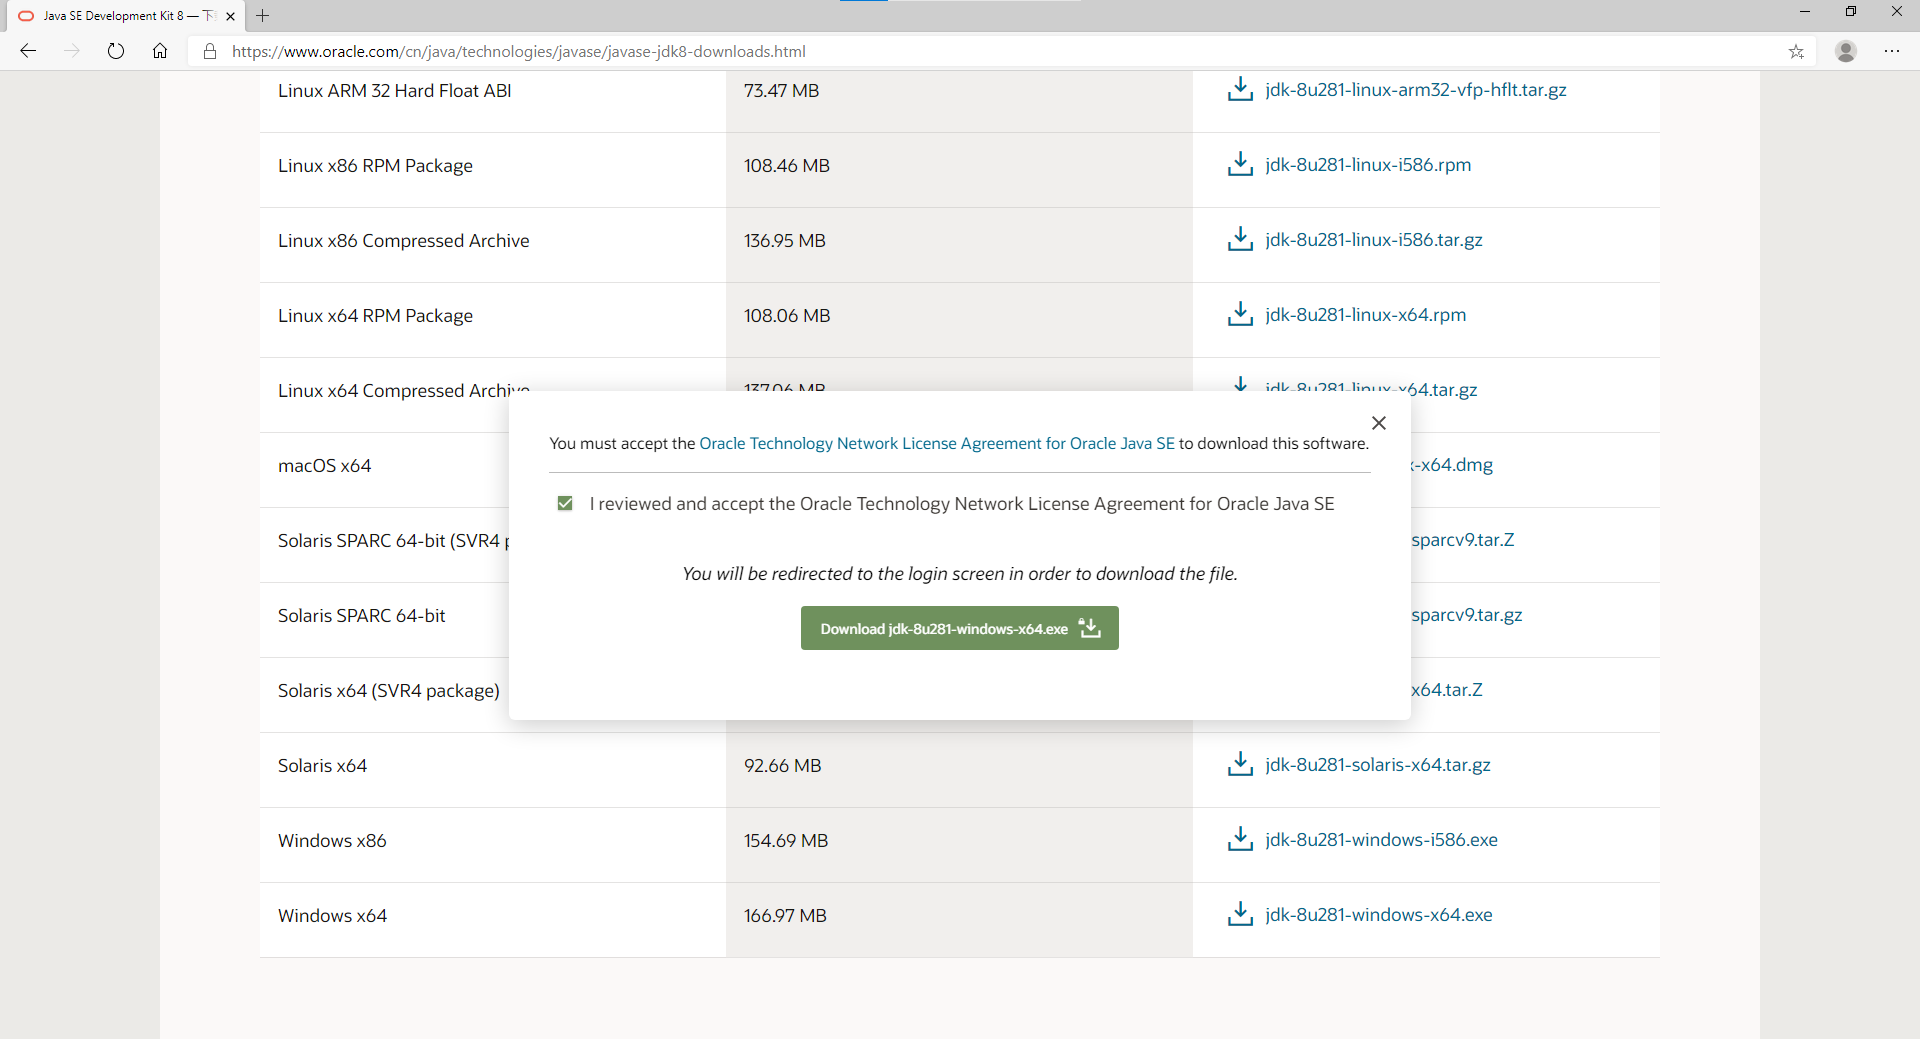 Java SE Development Kit 8 — 下
https://www.oracle.com/cn/java/technologies/javase/javase-jdk8-downloads.html
Linux ARM 32 Hard Float ABI 73.47 MB jdk-8u281-linux-arm32-vfp-hflt.tar.gz
Linux x86 RPM Package 108.46 MB jdk-8u281-linux-i586.rpm
Linux x86 Compressed Archive 136.95 MB jdk-8u281-linux-i586.tar.gz
Linux x64 RPM Package 108.06 MB jdk-8u281-linux-x64.rpm
Linux x64 Compressed Archive 137.06 MB jdk-8u281-linux-x64.tar.gz
You must accept the Oracle Technology Network License Agreement for Oracle Java SE to download this software.
macOS x64 -x64.dmg
I reviewed and accept the Oracle Technology Network License Agreement for Oracle Java SE
Solaris SPARC 64-bit (SVR4 sparcv9.tar.Z
You will be redirected to the login screen in order to download the file.
Solaris SPARC 64-bit sparcv9.tar.gz
Download jdk-8u281-windows-x64.exe
Solaris x64 (SVR4 package) x64.tar.Z
Solaris x64 92.66 MB jdk-8u281-solaris-x64.tar.gz
Windows x86 154.69 MB jdk-8u281-windows-i586.exe
Windows x64 166.97 MB jdk-8u281-windows-x64.exe